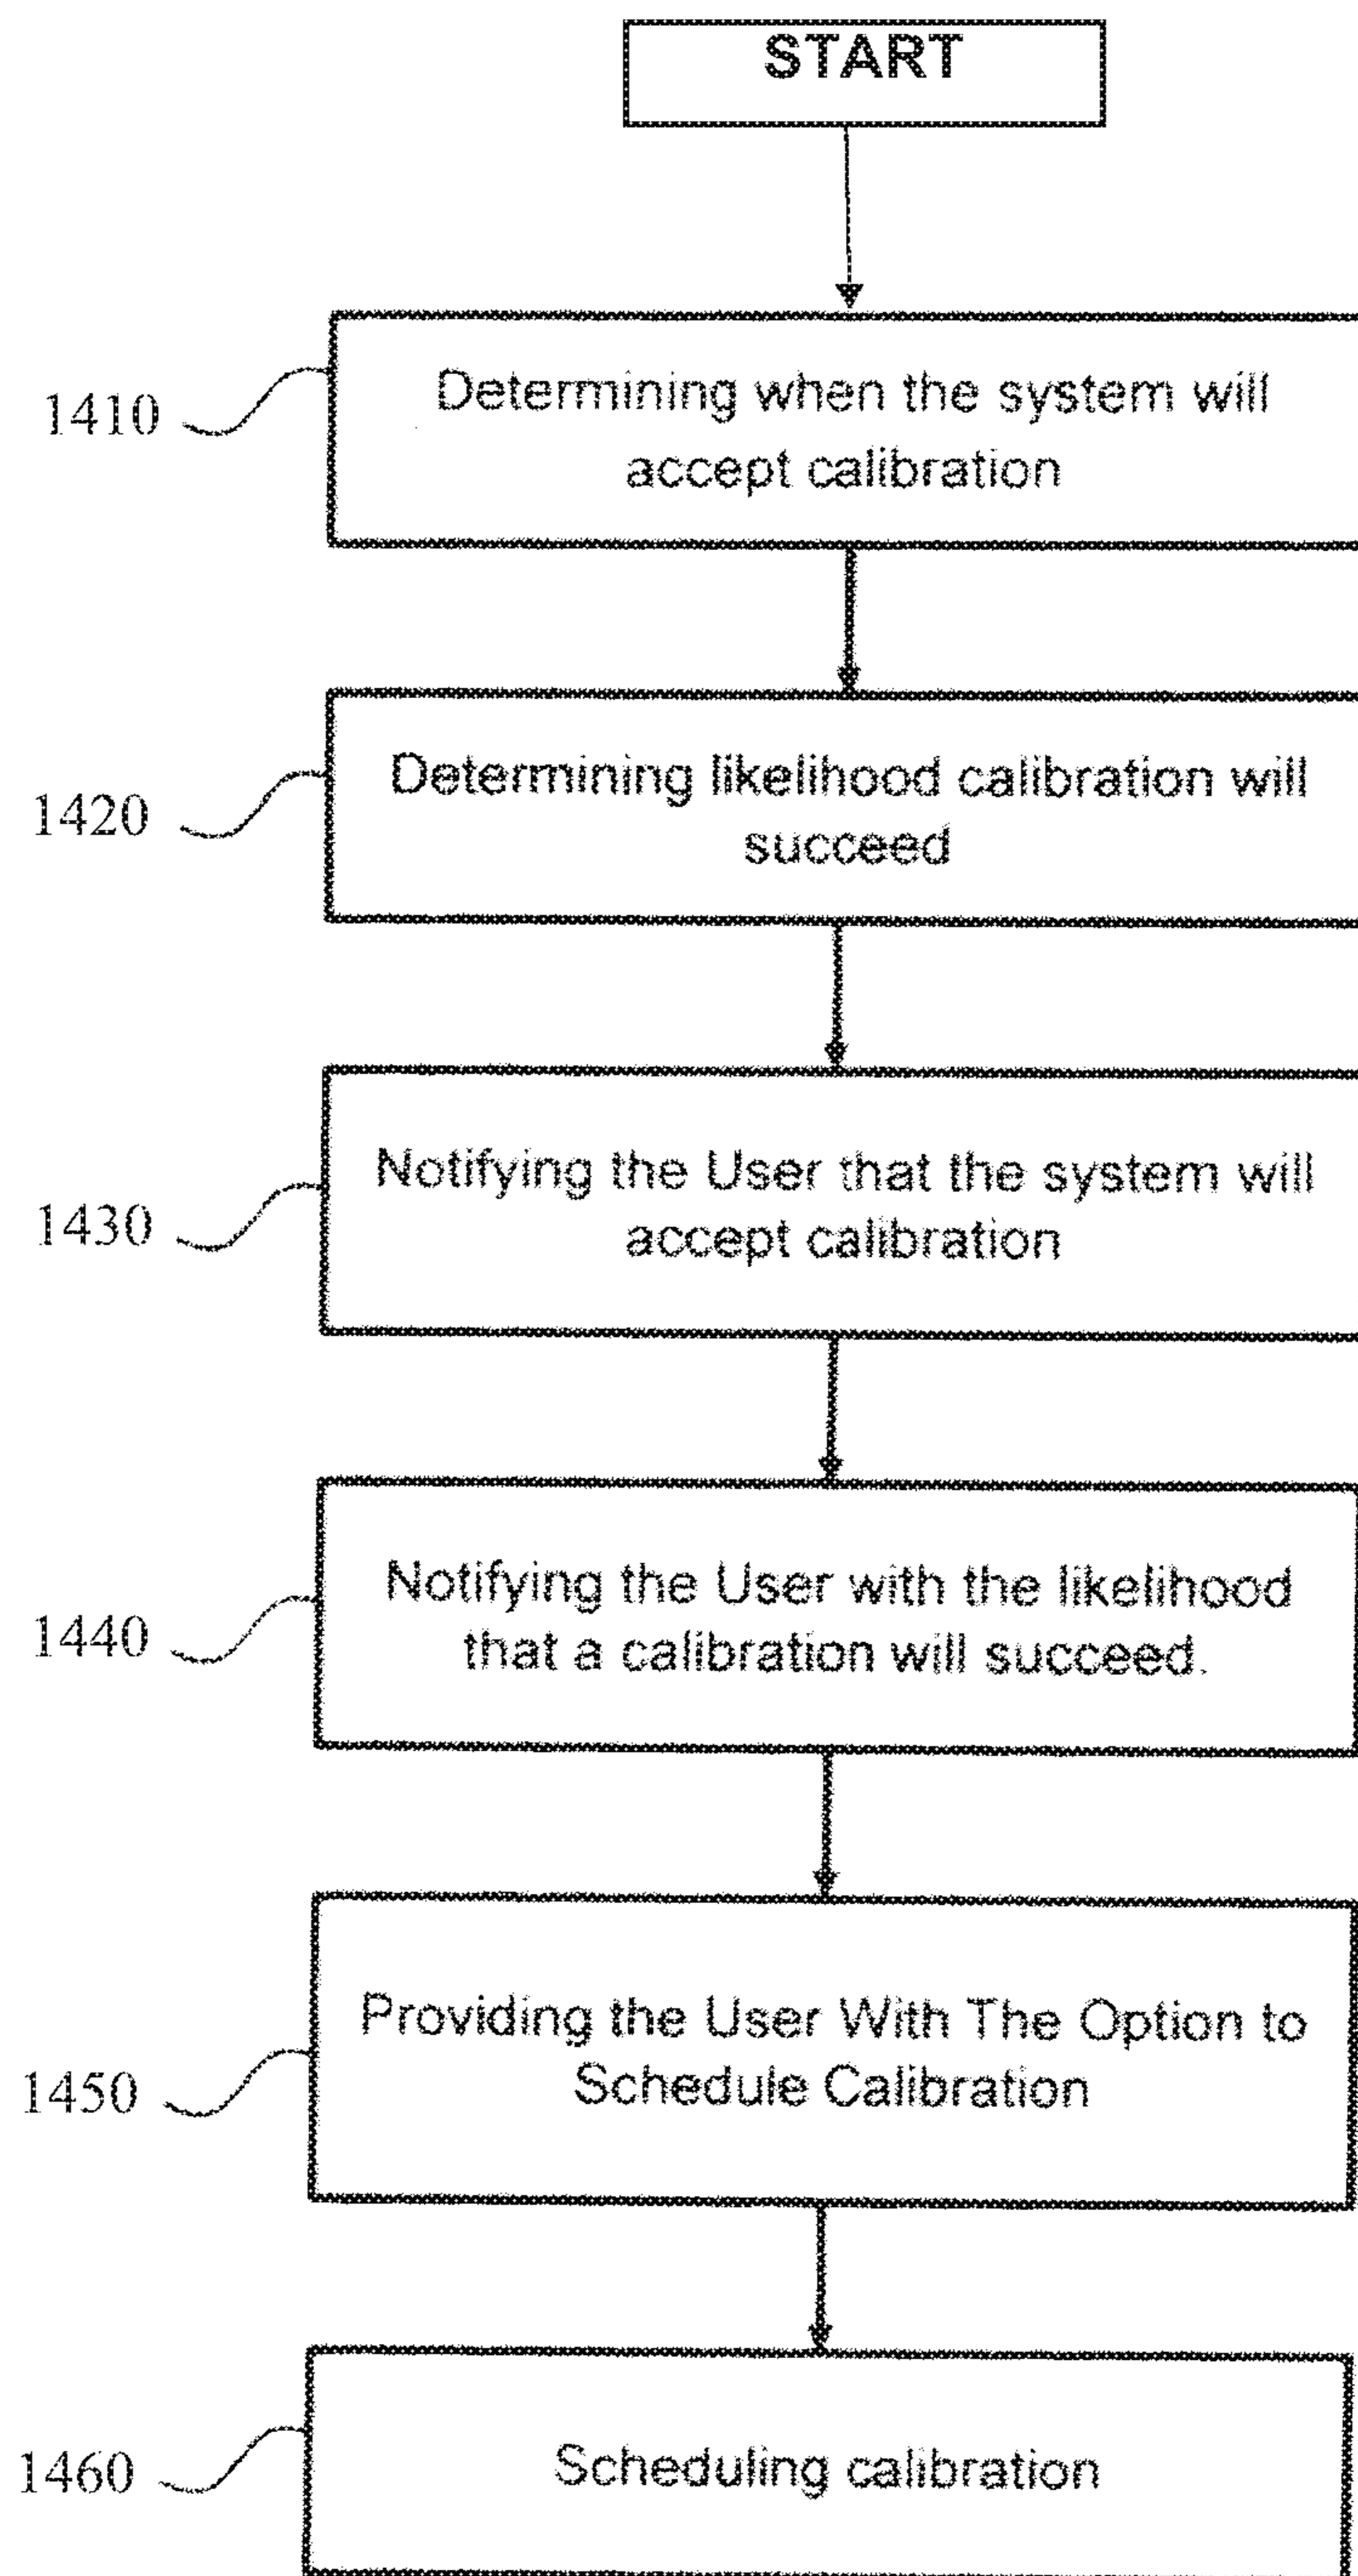 START
1410
Determining when the system will
accept calibration
1420
Determining likelihood calibration will
succeed
1430
Notifying the User that the system will
accept calibration
1440
Notifying the User with the likelihood
that a calibration will succeed.
1450
Providing the User With The Option to
Schedule Calibration
1460
Scheduling calibration